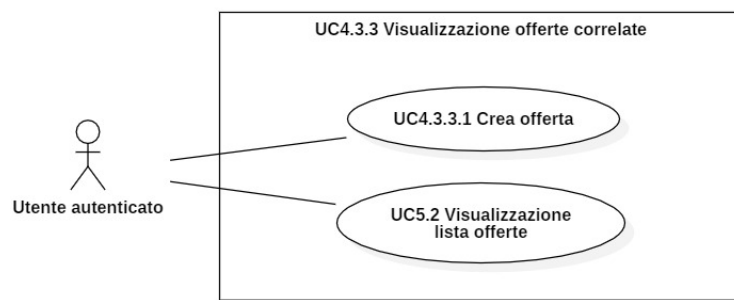 UC4.3.3 Visualizzazione offerte correlate
UC4.3.3.1 Crea offerta
Utente autenticato
UC5.2 Visualizzazione
lista offerte